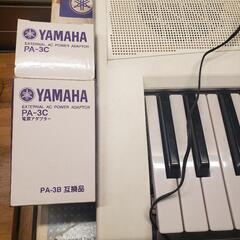 YAMAHA
EXTERNAL AC POWER ADAPTOR
PA-3C
YAMAHA
EXTERNAL AC POWER ADAPTOR
PA-3C
電源アダプター
PA-3B 互換品